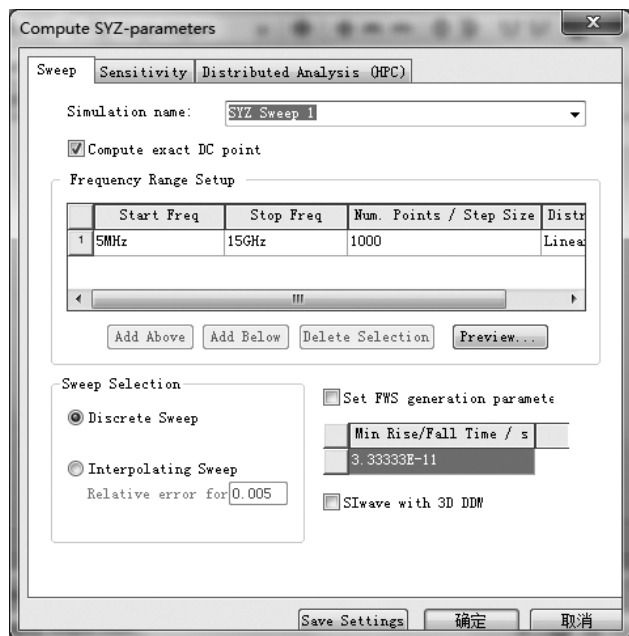 Compute SYZ-parameters
Sweep Sensitivity Distributed Analysis (HPC)
Simulation name: SYZ Sweep 1
Compute exact DC point
Frequency Range Setup
Start Freq Stop Freq Num. Points / Step Size Distr
1 5MHz 15GHz 1000 Linea
Add Above Add Below Delete Selection Preview...
Sweep Selection
Discrete Sweep
Interpolating Sweep
Relative error for 0.005
Set FWS generation paramete
Min Rise/Fall Time / s
3.33333E-11
SIwave with 3D DDM
Save Settings 确定 取消